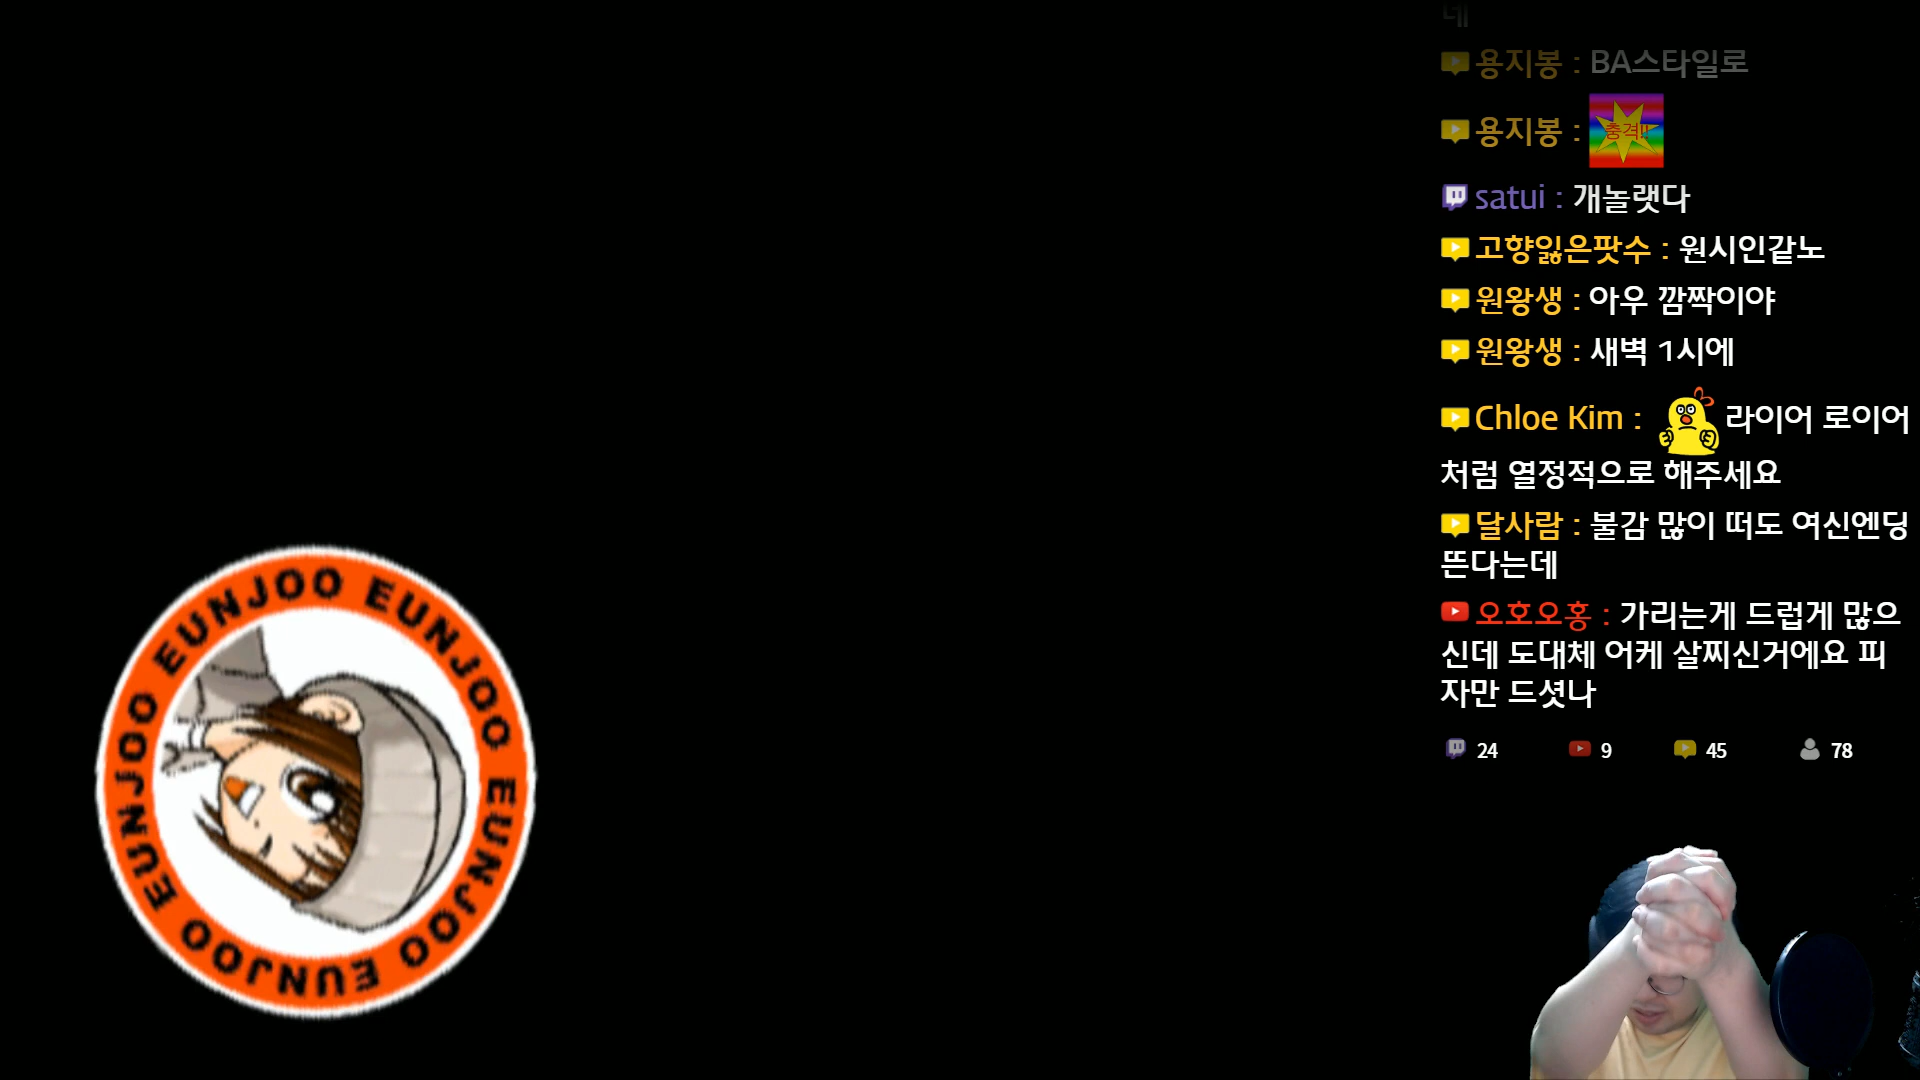 네
용지봉 : BA스타일로
용지봉 : 충격!!
satui : 개놀랫다
고향잃은팟수 : 원시인같노
원왕생 : 아우 깜짝이야
원왕생 : 새벽 1시에
Chloe Kim : 라이어 로이어
처럼 열정적으로 해주세요
달사람 : 불감 많이 떠도 여신엔딩
뜬다는데
오호오홍 : 가리는게 드럽게 많으
신데 도대체 어케 살찌신거에요 피
자만 드셧나
24 9 45 78
EUNJOO EUNJOO EUNJOO EUNJOO EUNJOO EUNJOO